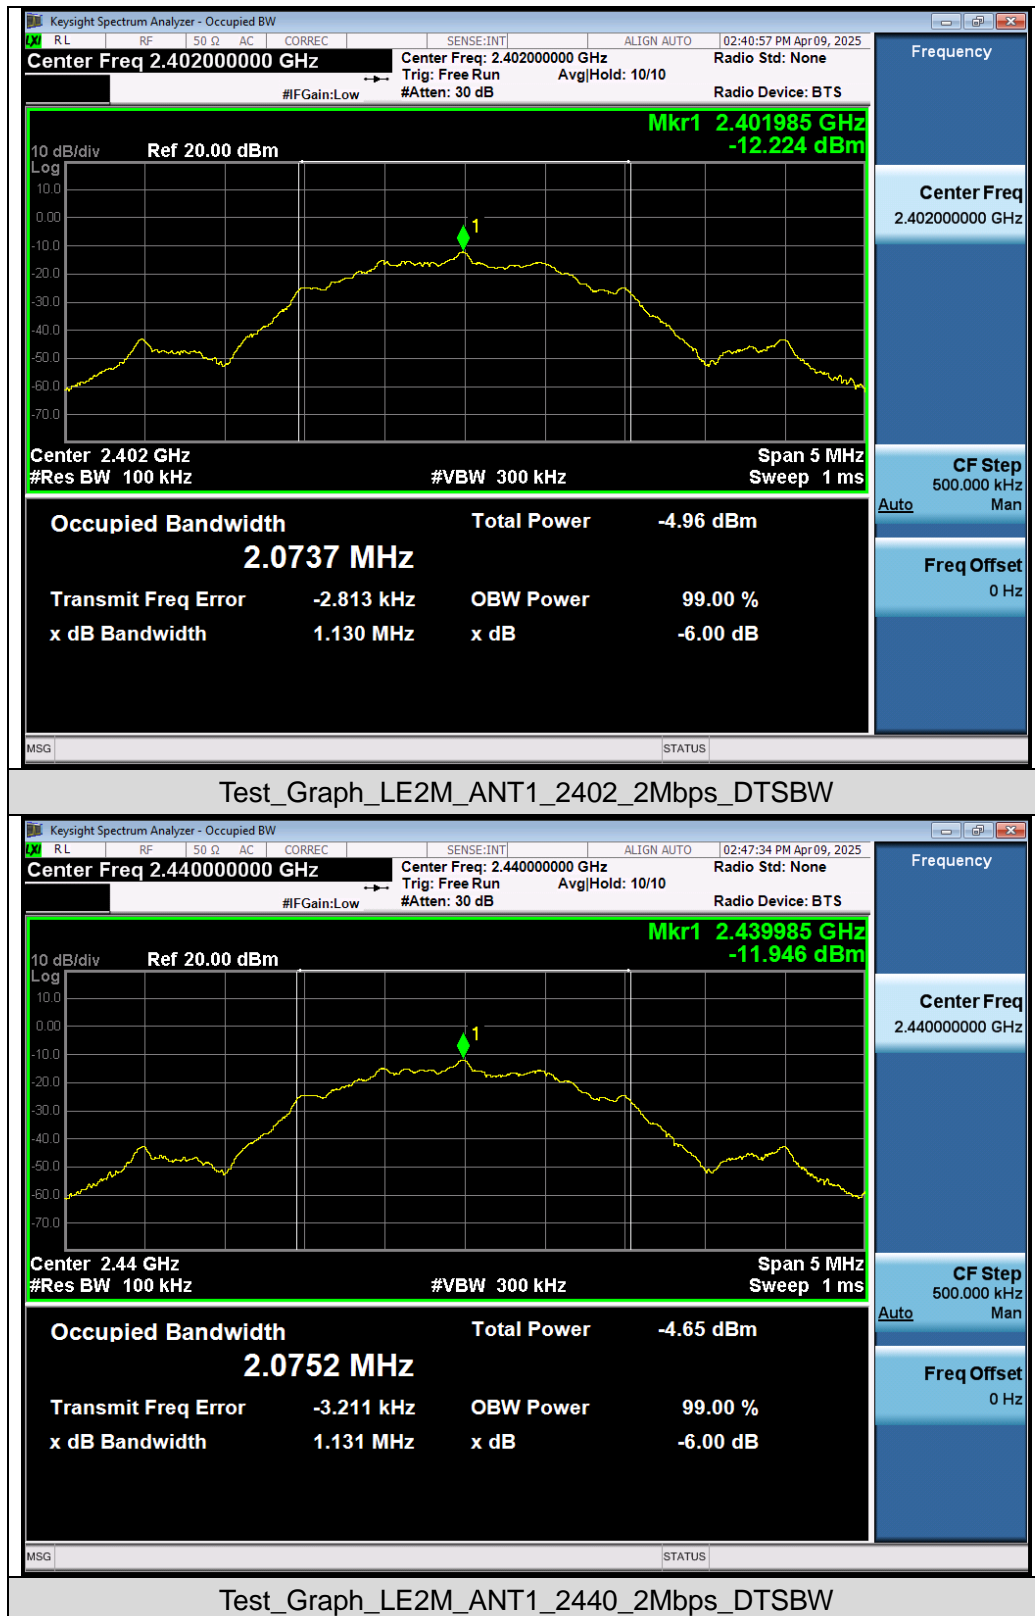 Keysight Spectrum Analyzer - Occupied BW
LXI RL RF 50 Ω AC CORREC SENSE:INT ALIGN AUTO 02:40:57 PM Apr 09, 2025
Center Freq 2.402000000 GHz Center Freq: 2.402000000 GHz Radio Std: None
Trig: Free Run Avg|Hold: 10/10
#IFGain:Low #Atten: 30 dB Radio Device: BTS
Mkr1 2.401985 GHz
-12.224 dBm
10 dB/div Ref 20.00 dBm
Log
10.0
0.00
-10.0
-20.0
-30.0
-40.0
-50.0
-60.0
-70.0
1
Center 2.402 GHz Span 5 MHz
#Res BW 100 kHz #VBW 300 kHz Sweep 1 ms
Occupied Bandwidth Total Power -4.96 dBm
2.0737 MHz
Transmit Freq Error -2.813 kHz OBW Power 99.00 %
x dB Bandwidth 1.130 MHz x dB -6.00 dB
MSG STATUS
Frequency
Center Freq
2.402000000 GHz
CF Step
500.000 kHz
Auto Man
Freq Offset
0 Hz
Test_Graph_LE2M_ANT1_2402_2Mbps_DTSBW
Keysight Spectrum Analyzer - Occupied BW
LXI RL RF 50 Ω AC CORREC SENSE:INT ALIGN AUTO 02:47:34 PM Apr 09, 2025
Center Freq 2.440000000 GHz Center Freq: 2.440000000 GHz Radio Std: None
Trig: Free Run Avg|Hold: 10/10
#IFGain:Low #Atten: 30 dB Radio Device: BTS
Mkr1 2.439985 GHz
-11.946 dBm
10 dB/div Ref 20.00 dBm
Log
10.0
0.00
-10.0
-20.0
-30.0
-40.0
-50.0
-60.0
-70.0
1
Center 2.44 GHz Span 5 MHz
#Res BW 100 kHz #VBW 300 kHz Sweep 1 ms
Occupied Bandwidth Total Power -4.65 dBm
2.0752 MHz
Transmit Freq Error -3.211 kHz OBW Power 99.00 %
x dB Bandwidth 1.131 MHz x dB -6.00 dB
MSG STATUS
Frequency
Center Freq
2.440000000 GHz
CF Step
500.000 kHz
Auto Man
Freq Offset
0 Hz
Test_Graph_LE2M_ANT1_2440_2Mbps_DTSBW